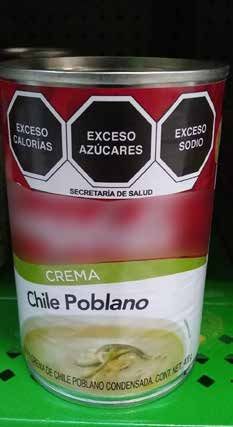 EXCESO CALORÍAS
EXCESO AZÚCARES
EXCESO SODIO
SECRETARÍA DE SALUD
CREMA
Chile Poblano
CREMA DE CHILE POBLANO CONDENSADA. CONT. NET.